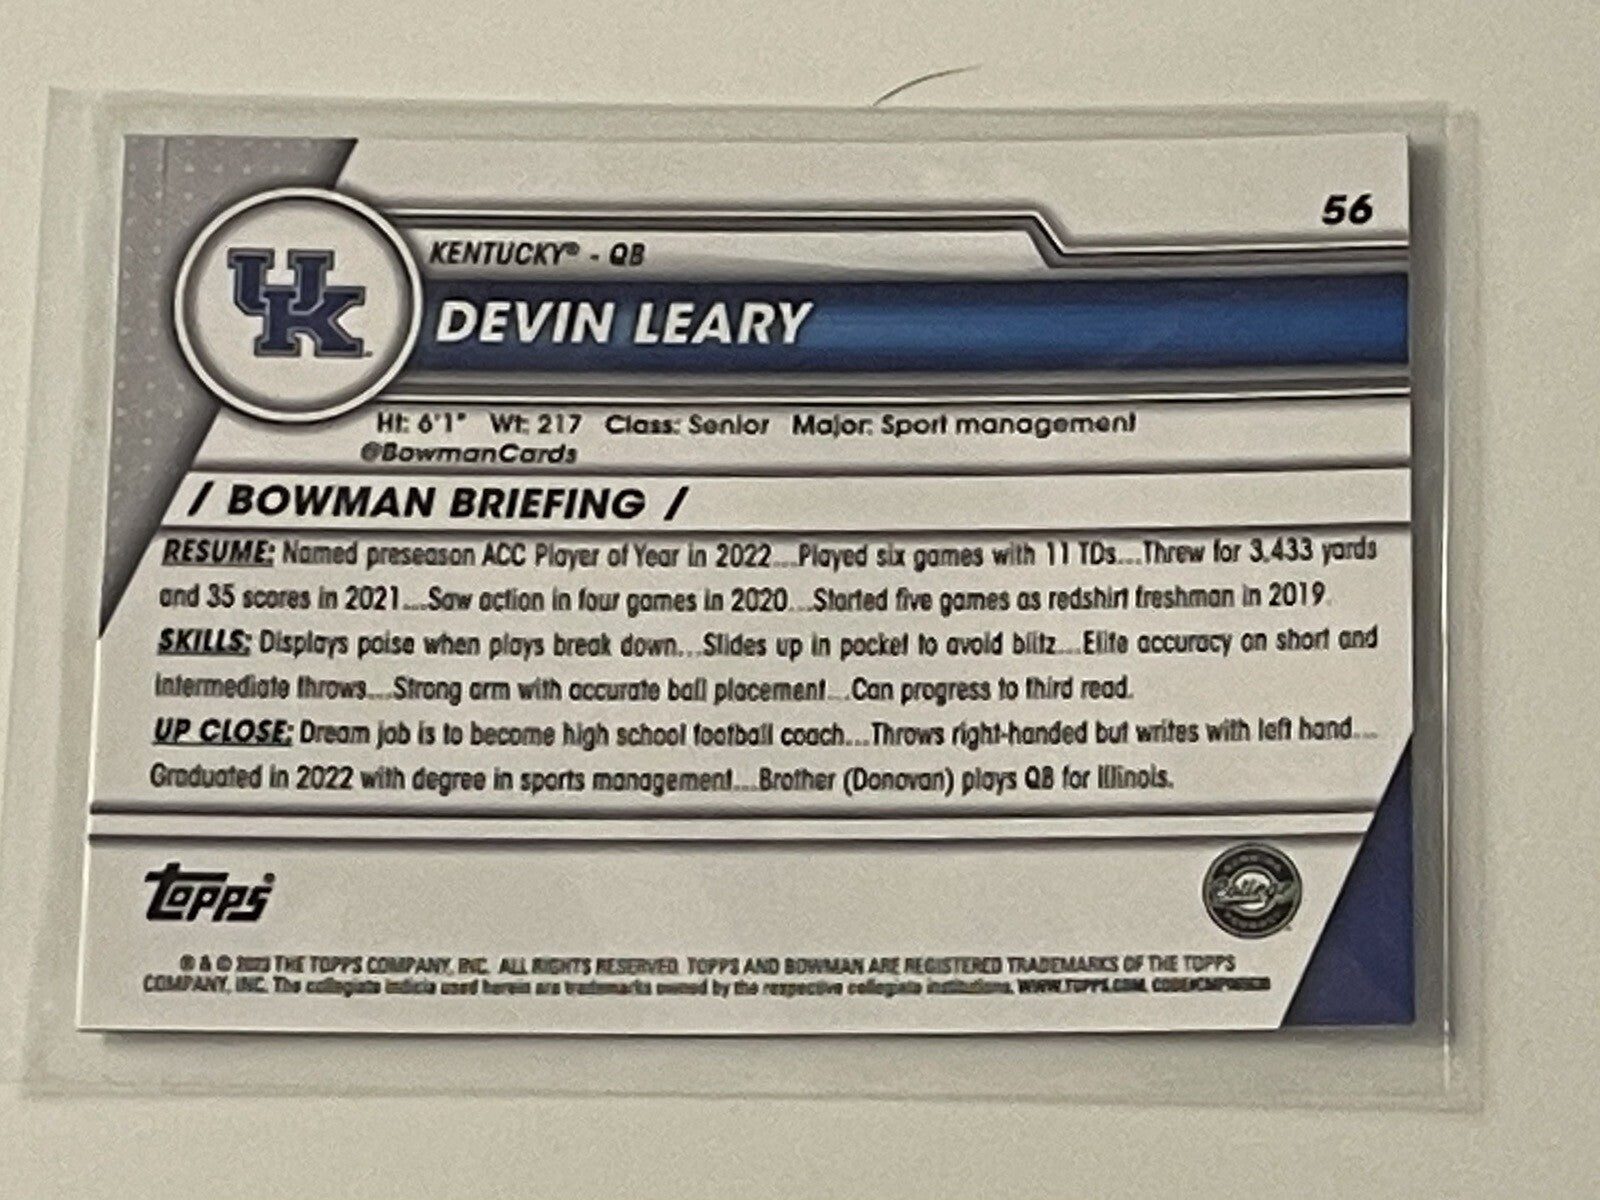 56
UK
KENTUCKY® - QB
DEVIN LEARY
Ht: 6'1" Wt: 217 Class: Senior Major: Sport management
@BowmanCards
/ BOWMAN BRIEFING /
RESUME: Named preseason ACC Player of Year in 2022...Played six games with 11 TDs...Threw for 3,433 yards
and 35 scores in 2021...Saw action in four games in 2020...Started five games as redshirt freshman in 2019.
SKILLS: Displays poise when plays break down...Slides up in pocket to avoid blitz...Elite accuracy on short and
intermediate throws...Strong arm with accurate ball placement...Can progress to third read.
UP CLOSE: Dream job is to become high school football coach...Throws right-handed but writes with left hand...
Graduated in 2022 with degree in sports management...Brother (Donovan) plays QB for Illinois.
Topps®
College
® & © 2023 THE TOPPS COMPANY, INC. ALL RIGHTS RESERVED. TOPPS AND BOWMAN ARE REGISTERED TRADEMARKS OF THE TOPPS
COMPANY, INC. The collegiate indicia used herein are trademarks owned by the respective collegiate institutions. WWW.TOPPS.COM.